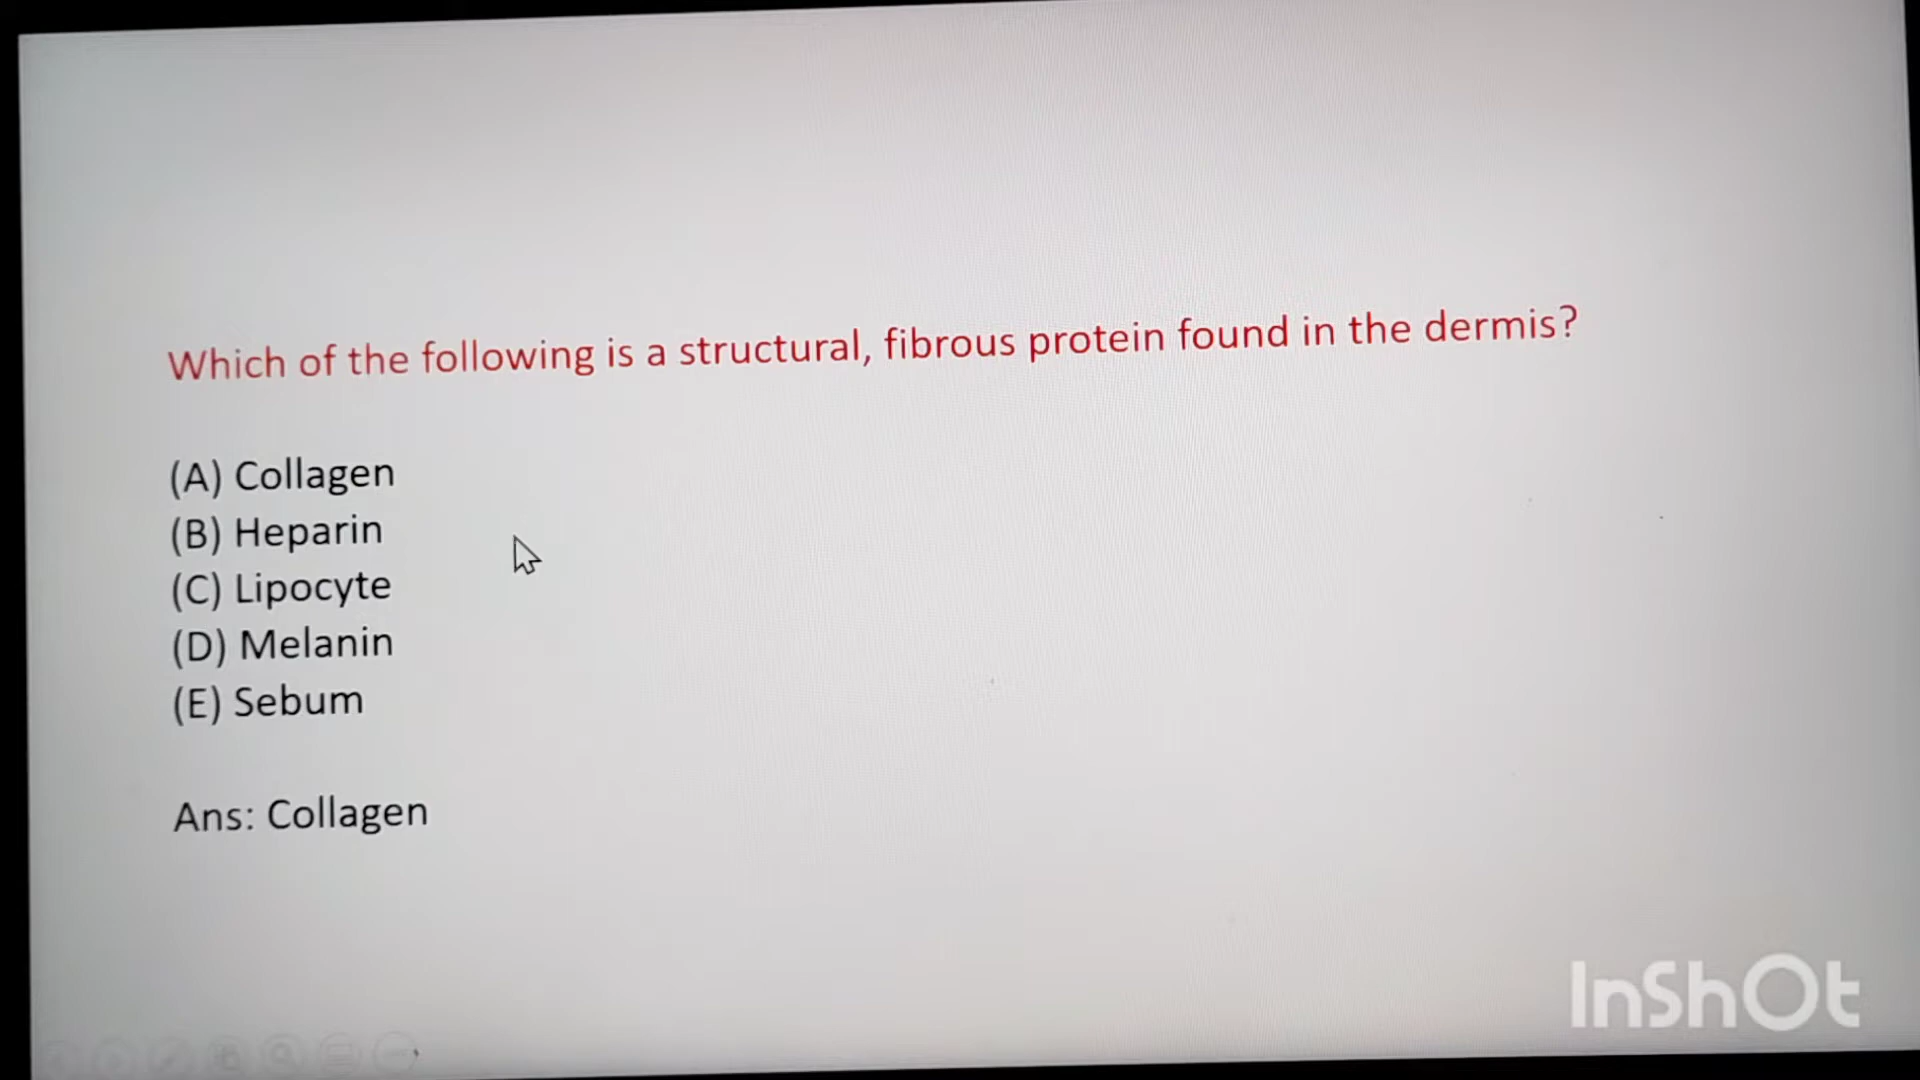 Which of the following is a structural, fibrous protein found in the dermis?
(A) Collagen
(B) Heparin
(C) Lipocyte
(D) Melanin
(E) Sebum
Ans: Collagen
InShOt